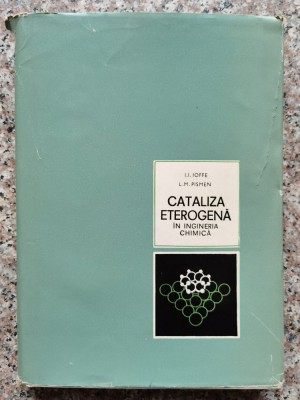 I.I. IOFFE
L.M. PISMEN
CATALIZA
ETEROGENĂ
ÎN INGINERIA
CHIMICĂ